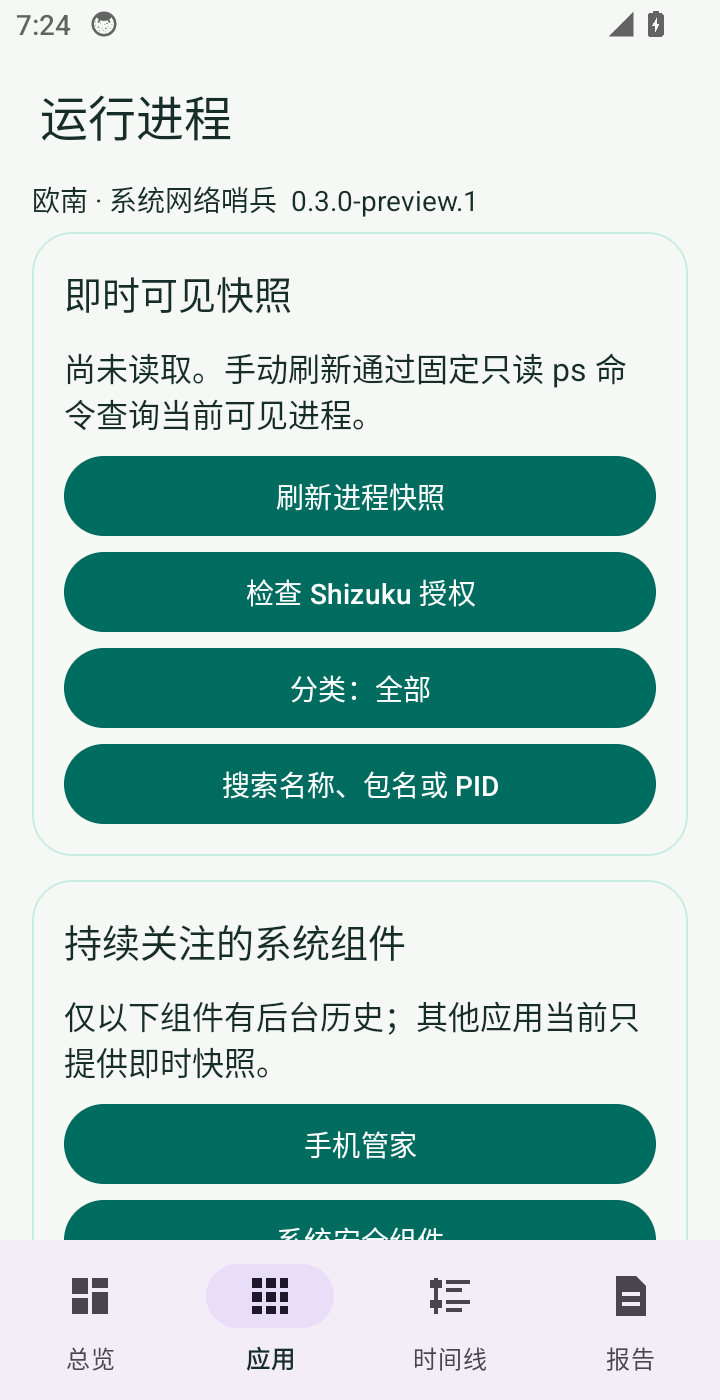 7:24
运行进程
欧南 · 系统网络哨兵 0.3.0-preview.1
即时可见快照
尚未读取。手动刷新通过固定只读 ps 命
令查询当前可见进程。
刷新进程快照
检查 Shizuku 授权
分类：全部
搜索名称、包名或 PID
持续关注的系统组件
仅以下组件有后台历史；其他应用当前只
提供即时快照。
手机管家
系统安全组件
总览
应用
时间线
报告